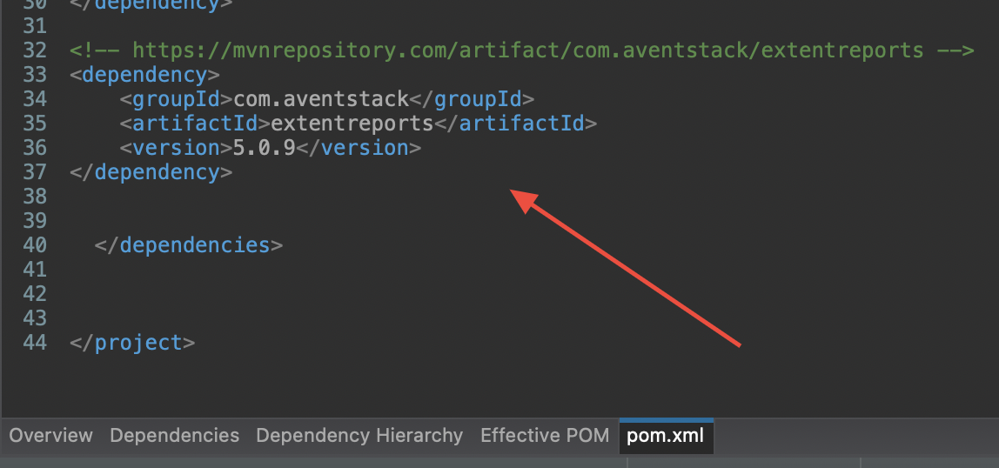 30 </dependency>
31
32 <!-- https://mvnrepository.com/artifact/com.aventstack/extentreports -->
33 <dependency>
34 <groupId>com.aventstack</groupId>
35 <artifactId>extentreports</artifactId>
36 <version>5.0.9</version>
37 </dependency>
38
39
40 </dependencies>
41
42
43
44 </project>
Overview Dependencies Dependency Hierarchy Effective POM pom.xml